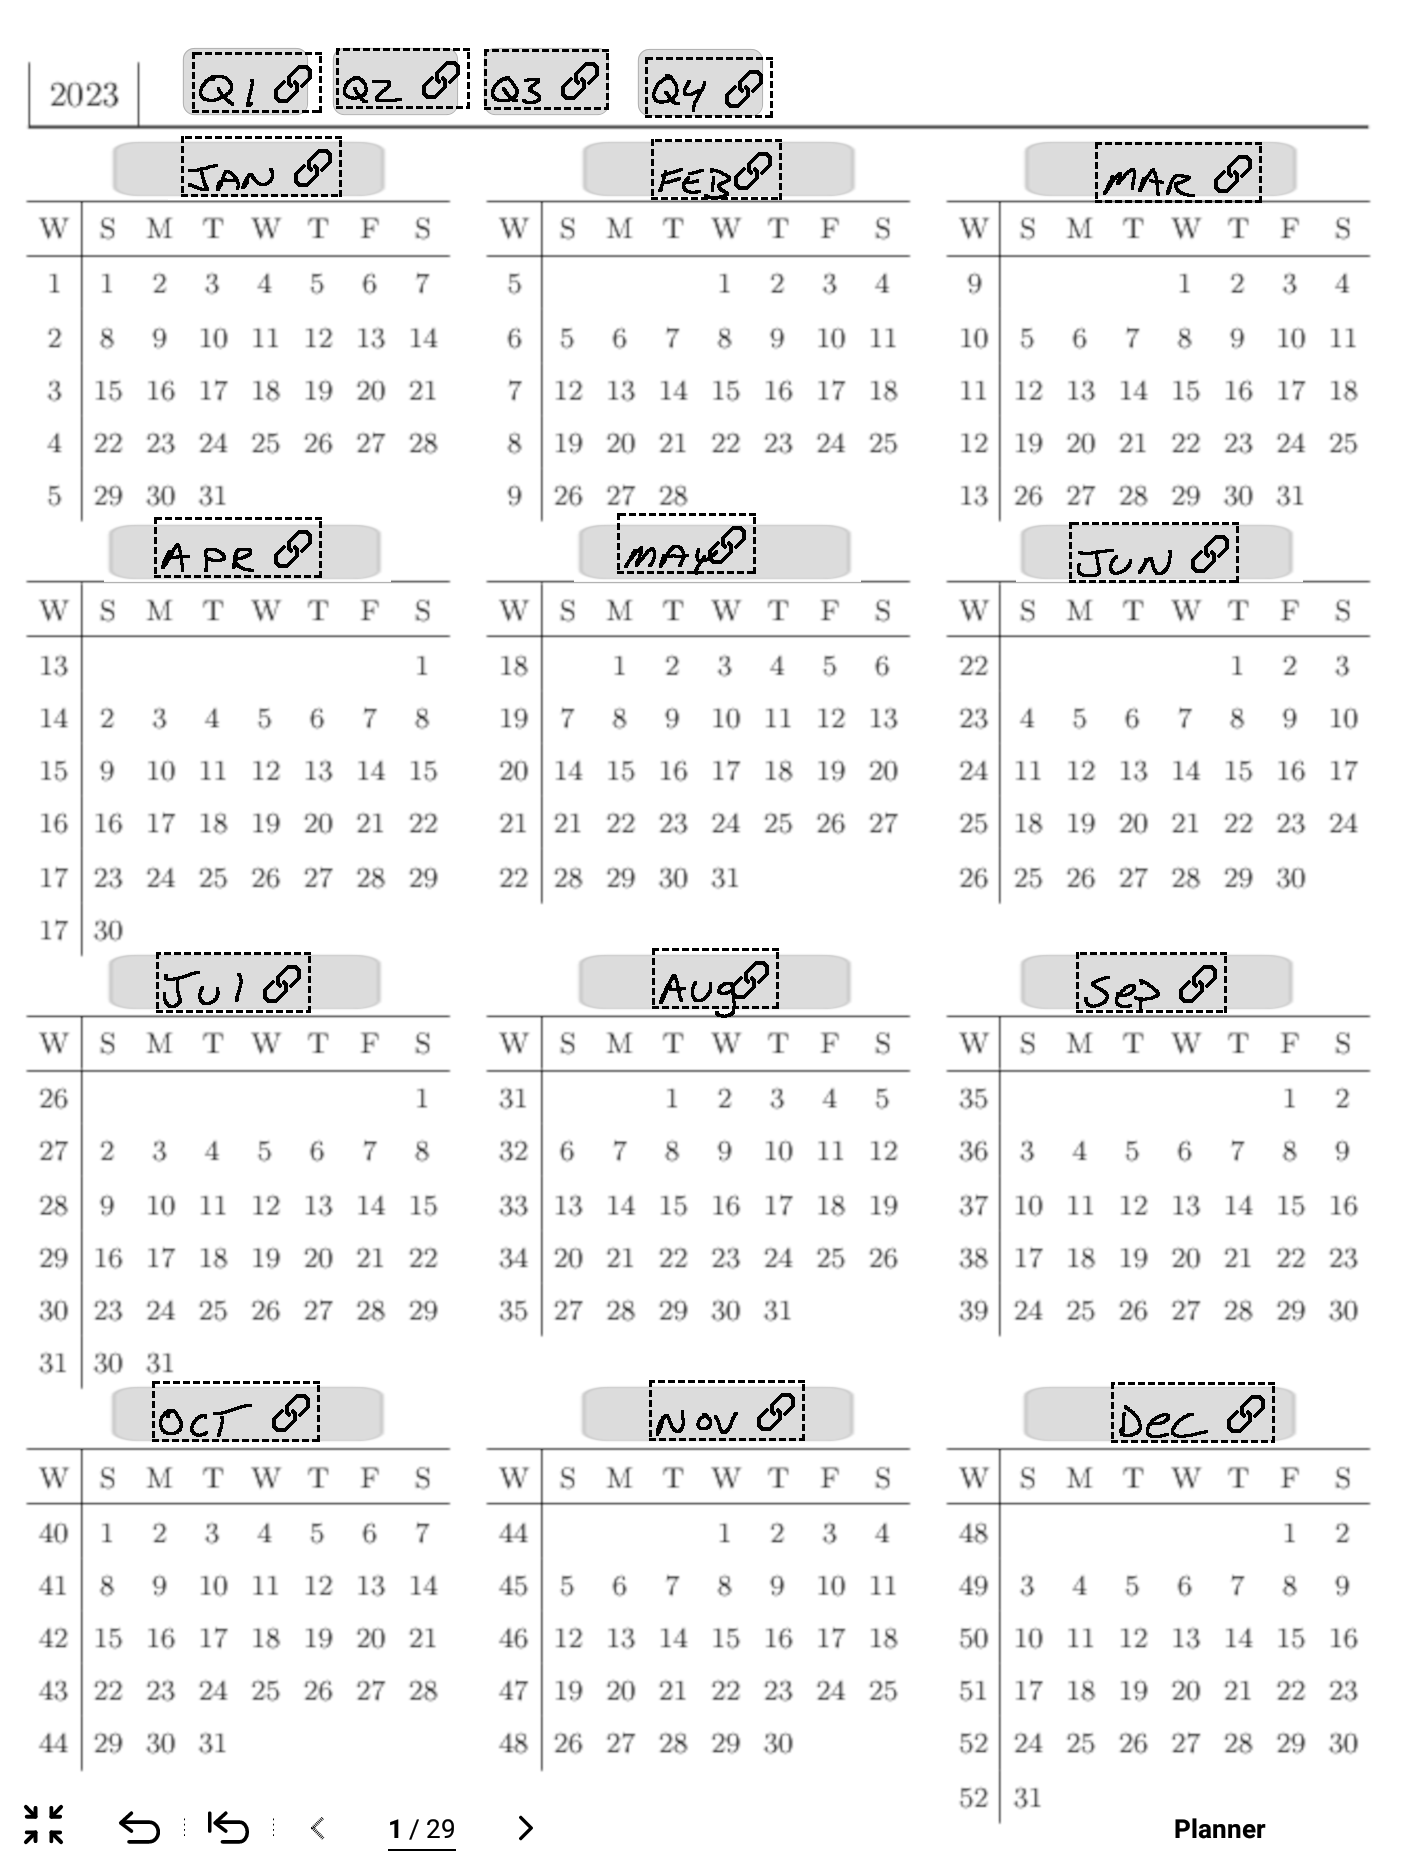 2023 Q1 Q2 Q3 Q4
JAN FEB MAR
W S M T W T F S W S M T W T F S W S M T W T F S
1 1 2 3 4 5 6 7 5 1 2 3 4 9 1 2 3 4
2 8 9 10 11 12 13 14 6 5 6 7 8 9 10 11 10 5 6 7 8 9 10 11
3 15 16 17 18 19 20 21 7 12 13 14 15 16 17 18 11 12 13 14 15 16 17 18
4 22 23 24 25 26 27 28 8 19 20 21 22 23 24 25 12 19 20 21 22 23 24 25
5 29 30 31 9 26 27 28 13 26 27 28 29 30 31
APR MAY JUN
W S M T W T F S W S M T W T F S W S M T W T F S
13 1 18 1 2 3 4 5 6 22 1 2 3
14 2 3 4 5 6 7 8 19 7 8 9 10 11 12 13 23 4 5 6 7 8 9 10
15 9 10 11 12 13 14 15 20 14 15 16 17 18 19 20 24 11 12 13 14 15 16 17
16 16 17 18 19 20 21 22 21 21 22 23 24 25 26 27 25 18 19 20 21 22 23 24
17 23 24 25 26 27 28 29 22 28 29 30 31 26 25 26 27 28 29 30
17 30
Jul Aug Sep
W S M T W T F S W S M T W T F S W S M T W T F S
26 1 31 1 2 3 4 5 35 1 2
27 2 3 4 5 6 7 8 32 6 7 8 9 10 11 12 36 3 4 5 6 7 8 9
28 9 10 11 12 13 14 15 33 13 14 15 16 17 18 19 37 10 11 12 13 14 15 16
29 16 17 18 19 20 21 22 34 20 21 22 23 24 25 26 38 17 18 19 20 21 22 23
30 23 24 25 26 27 28 29 35 27 28 29 30 31 39 24 25 26 27 28 29 30
31 30 31
OCT NOV DEC
W S M T W T F S W S M T W T F S W S M T W T F S
40 1 2 3 4 5 6 7 44 1 2 3 4 48 1 2
41 8 9 10 11 12 13 14 45 5 6 7 8 9 10 11 49 3 4 5 6 7 8 9
42 15 16 17 18 19 20 21 46 12 13 14 15 16 17 18 50 10 11 12 13 14 15 16
43 22 23 24 25 26 27 28 47 19 20 21 22 23 24 25 51 17 18 19 20 21 22 23
44 29 30 31 48 26 27 28 29 30 52 24 25 26 27 28 29 30
52 31
1 / 29 Planner